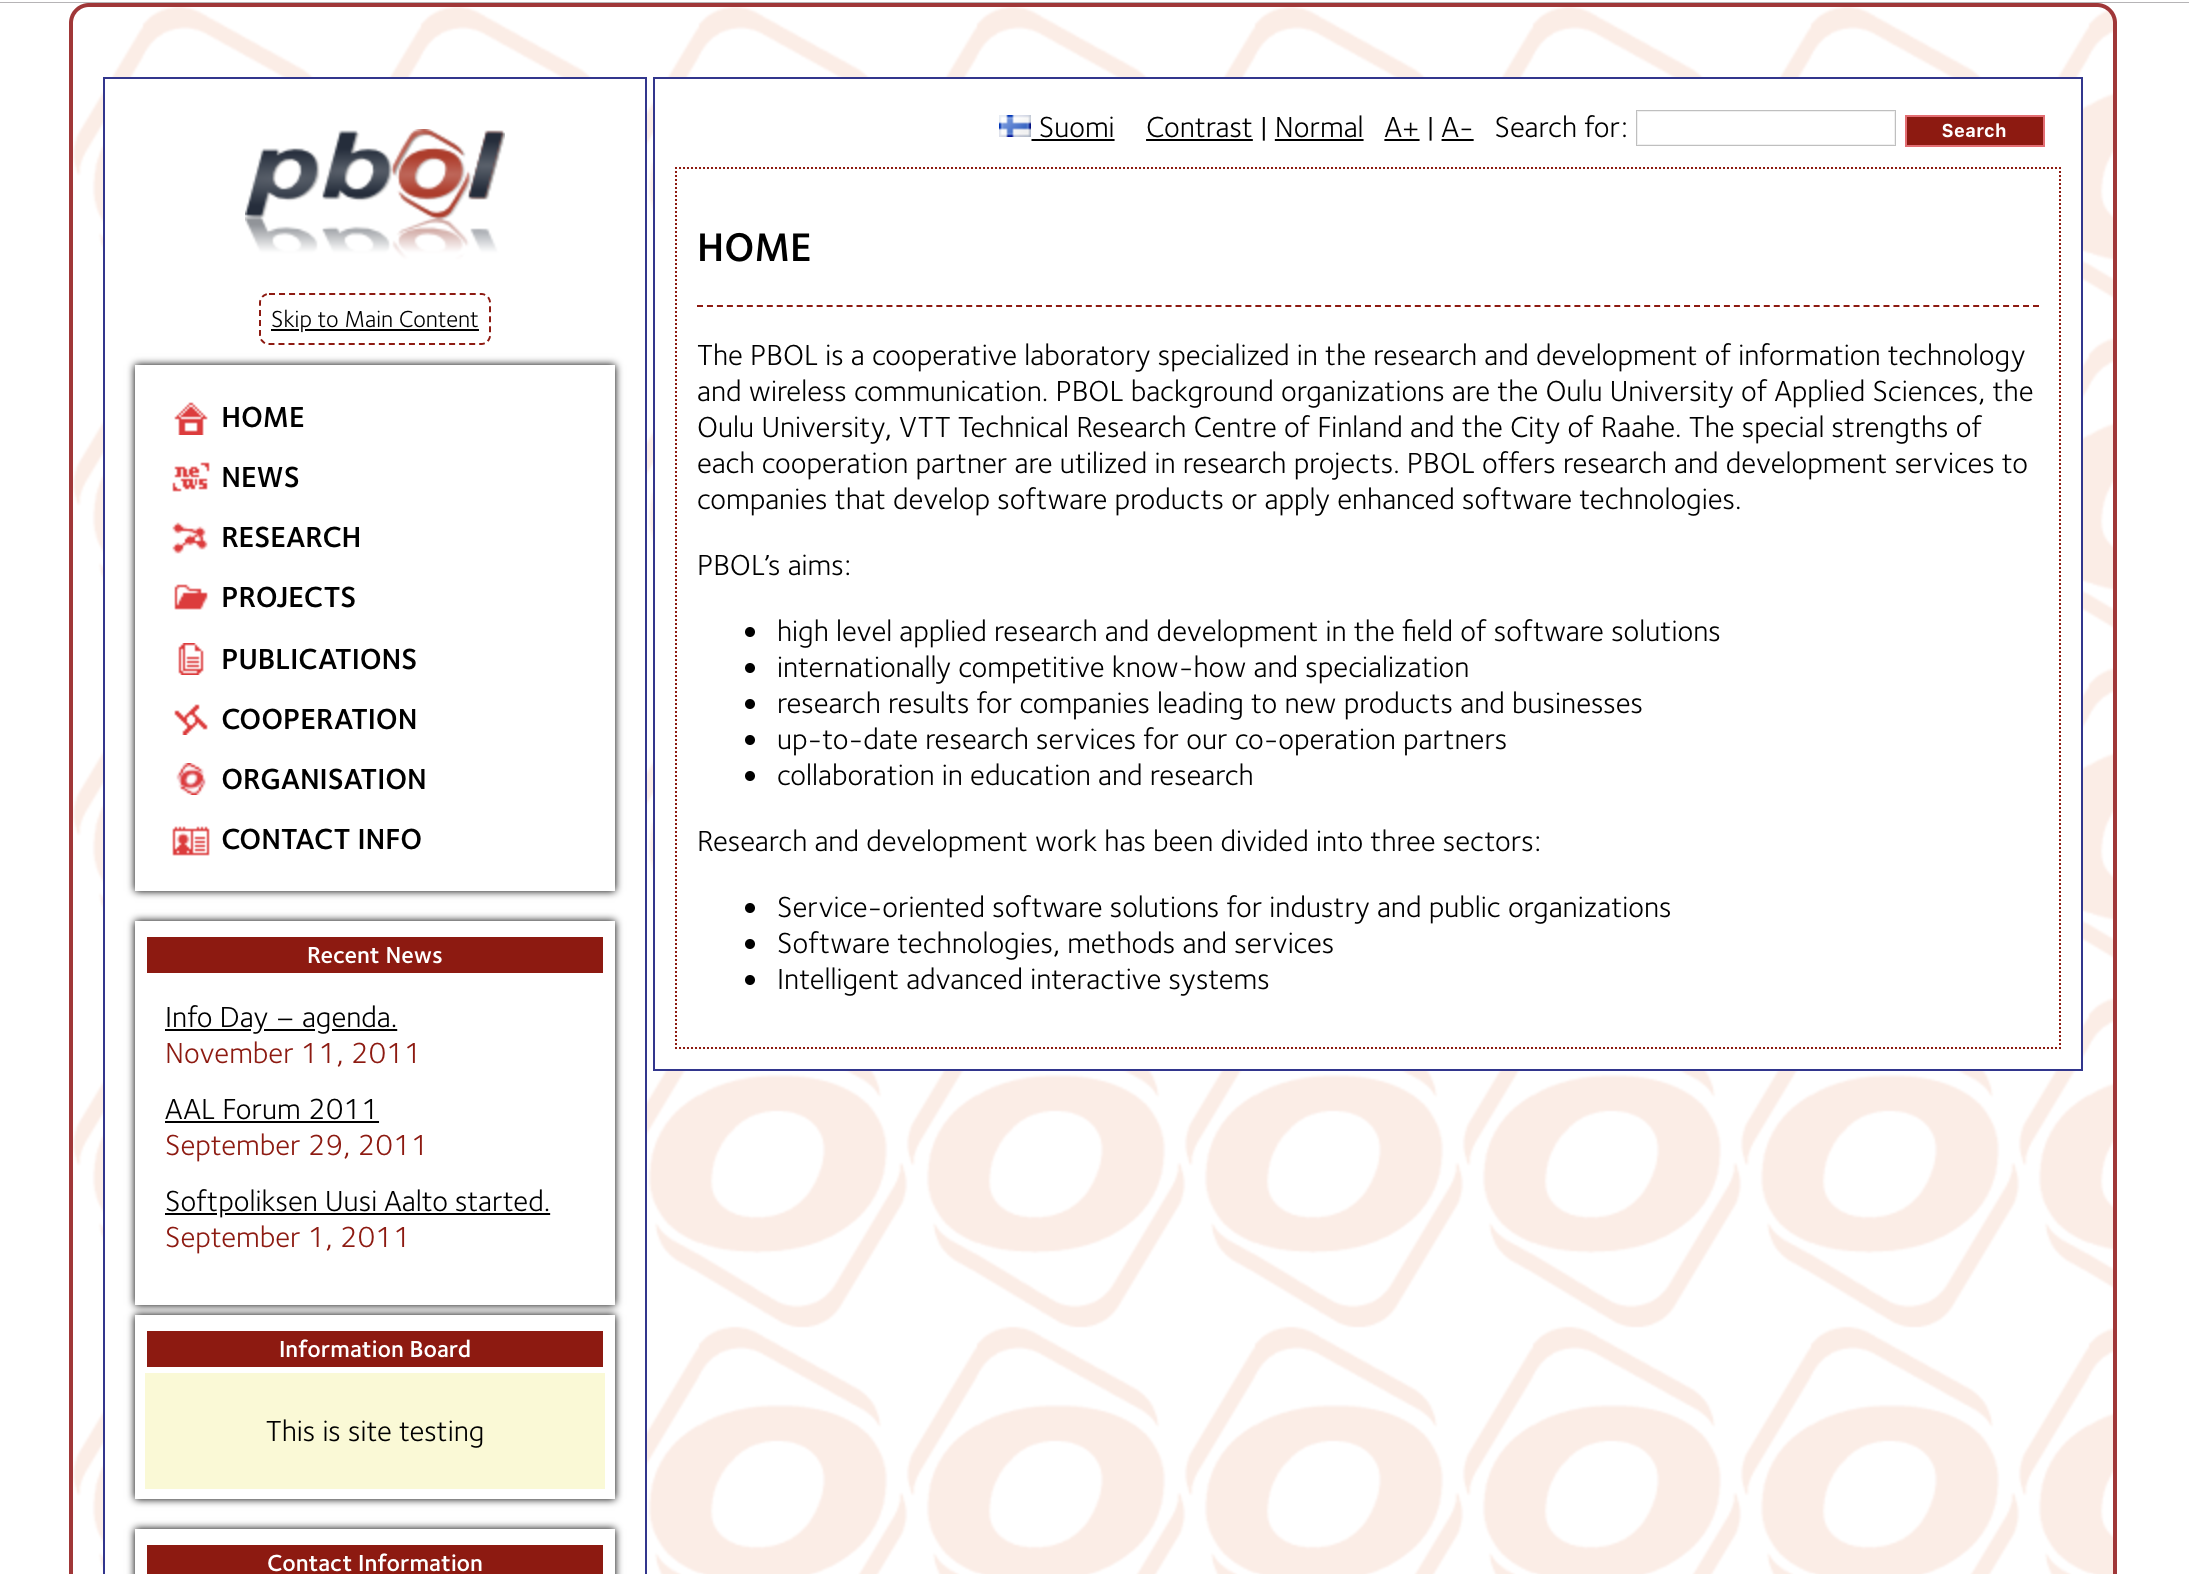 pbol
Skip to Main Content
HOME
NEWS
RESEARCH
PROJECTS
PUBLICATIONS
COOPERATION
ORGANISATION
CONTACT INFO
Recent News
Info Day – agenda.
November 11, 2011
AAL Forum 2011
September 29, 2011
Softpoliksen Uusi Aalto started.
September 1, 2011
Information Board
This is site testing
Contact Information
Suomi Contrast | Normal A+ | A- Search for: Search
HOME
The PBOL is a cooperative laboratory specialized in the research and development of information technology
and wireless communication. PBOL background organizations are the Oulu University of Applied Sciences, the
Oulu University, VTT Technical Research Centre of Finland and the City of Raahe. The special strengths of
each cooperation partner are utilized in research projects. PBOL offers research and development services to
companies that develop software products or apply enhanced software technologies.
PBOL’s aims:
• high level applied research and development in the field of software solutions
• internationally competitive know-how and specialization
• research results for companies leading to new products and businesses
• up-to-date research services for our co-operation partners
• collaboration in education and research
Research and development work has been divided into three sectors:
• Service-oriented software solutions for industry and public organizations
• Software technologies, methods and services
• Intelligent advanced interactive systems